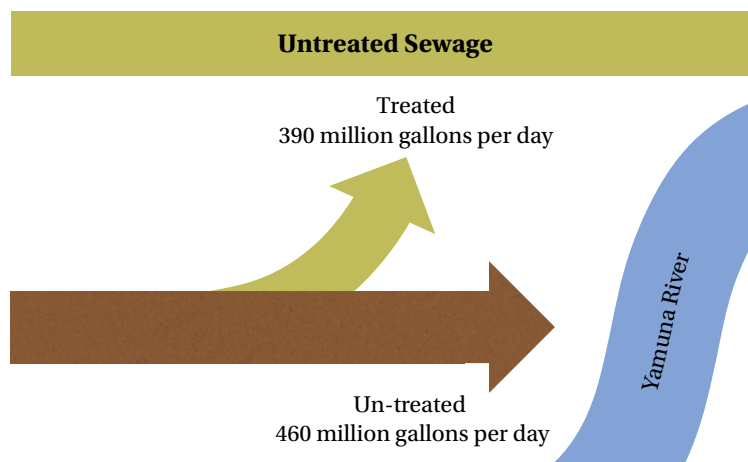 Untreated Sewage
Treated
390 million gallons per day
Yamuna River
Un-treated
460 million gallons per day